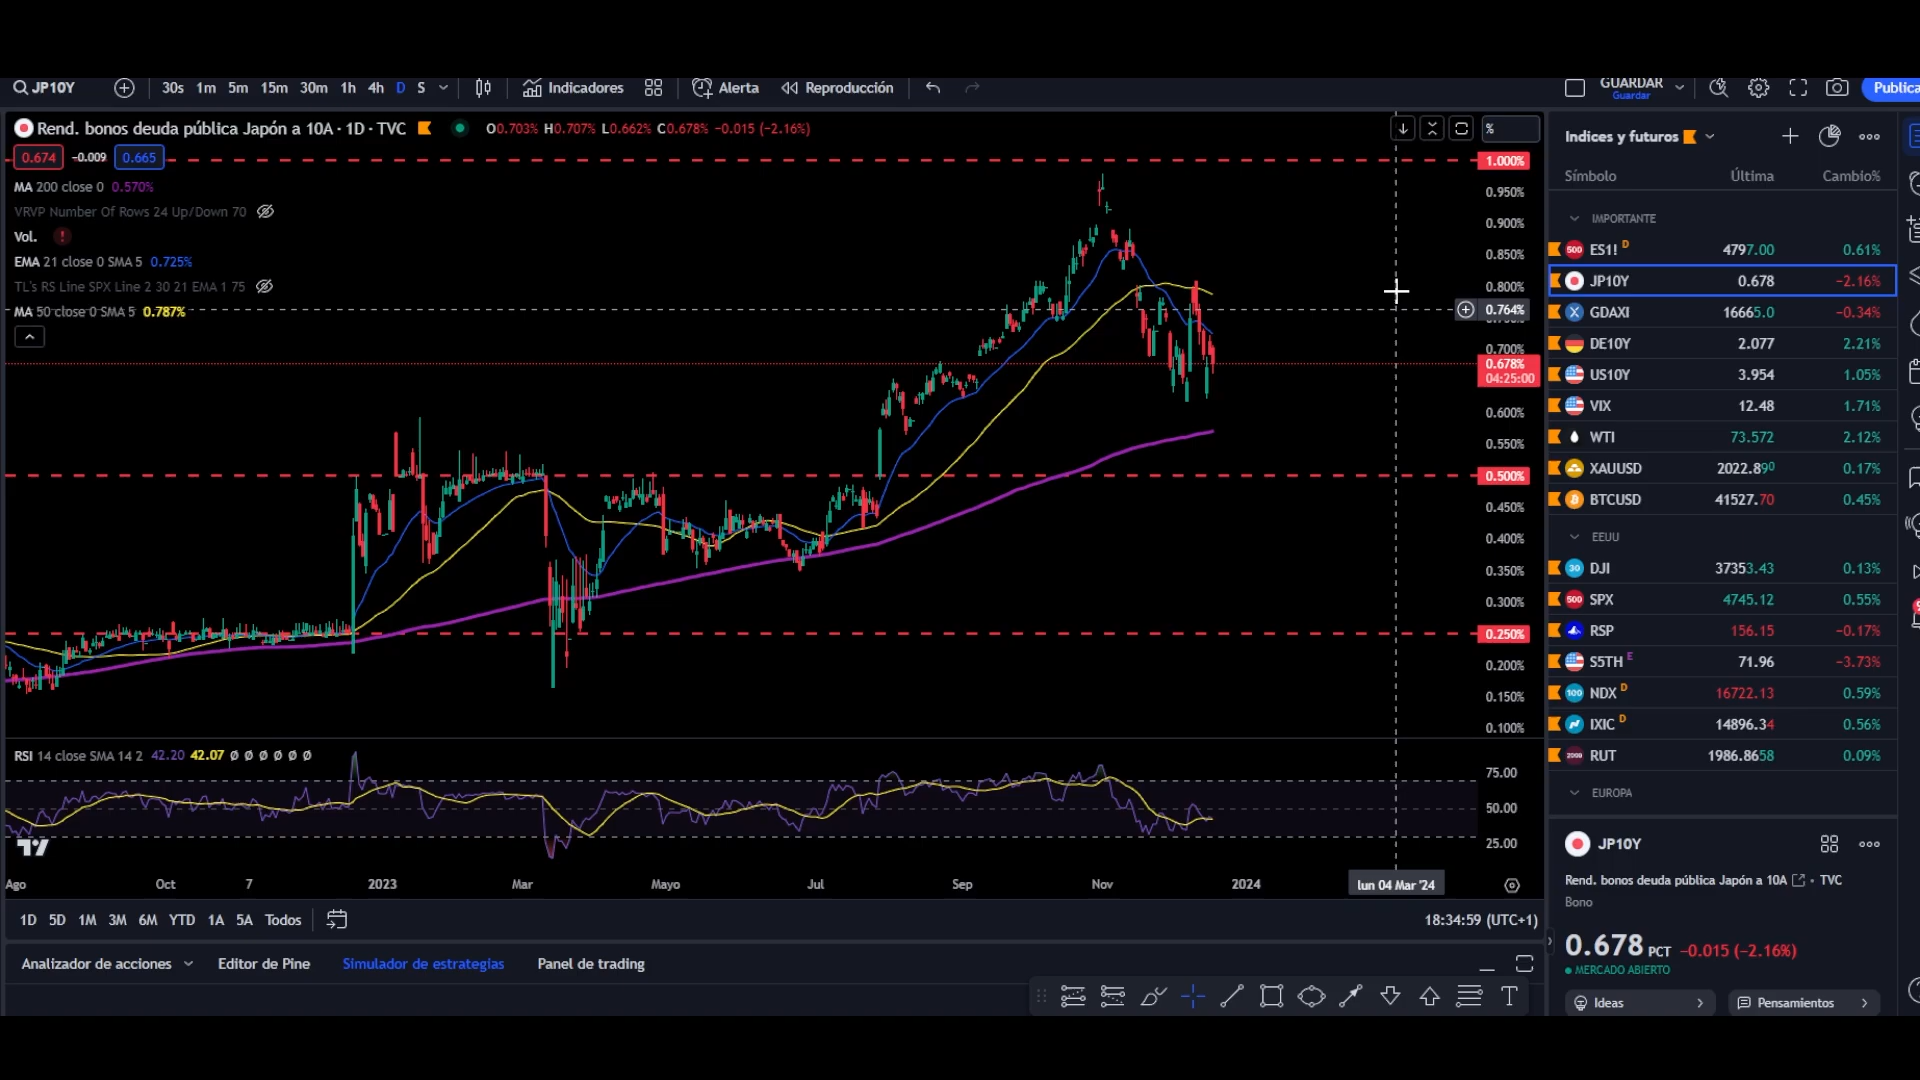 JP10Y 30s 1m 5m 15m 30m 1h 4h D S Indicadores Alerta Reproducción GUARDAR Guardar Publica
Rend. bonos deuda pública Japón a 10A · 1D · TVC O0.703% H0.707% L0.662% C0.678% −0.015 (−2.16%) %
0.674 −0.009 0.665
MA 200 close 0 0.570%
VRVP Number Of Rows 24 Up/Down 70
Vol. !
EMA 21 close 0 SMA 5 0.725%
TL's RS Line SPX Line 2 30 21 EMA 1 75
MA 50 close 0 SMA 5 0.787%
1.000%
0.950%
0.900%
0.850%
0.800%
0.764%
0.700%
0.678%
04:25:00
0.600%
0.550%
0.500%
0.450%
0.400%
0.350%
0.300%
0.250%
0.200%
0.150%
0.100%
RSI 14 close SMA 14 2 42.20 42.07 Ø Ø Ø Ø Ø Ø
75.00
50.00
25.00
Ago Oct 7 2023 Mar Mayo Jul Sep Nov 2024 lun 04 Mar '24
1D 5D 1M 3M 6M YTD 1A 5A Todos 18:34:59 (UTC+1)
Analizador de acciones Editor de Pine Simulador de estrategias Panel de trading
Indices y futuros
Símbolo Última Cambio%
IMPORTANTE
500 ES1! D 4797.00 0.61%
JP10Y 0.678 −2.16%
GDAXI 16665.0 −0.34%
DE10Y 2.077 2.21%
US10Y 3.954 1.05%
VIX 12.48 1.71%
WTI 73.572 2.12%
XAUUSD 2022.890 0.17%
BTCUSD 41527.70 0.45%
EEUU
30 DJI 37353.43 0.13%
500 SPX 4745.12 0.55%
RSP 156.15 −0.17%
S5TH E 71.96 −3.73%
100 NDX D 16722.13 0.59%
IXIC D 14896.34 0.56%
2000 RUT 1986.8658 0.09%
EUROPA
JP10Y
Rend. bonos deuda pública Japón a 10A · TVC
Bono
0.678 PCT −0.015 (−2.16%)
MERCADO ABIERTO
Ideas Pensamientos